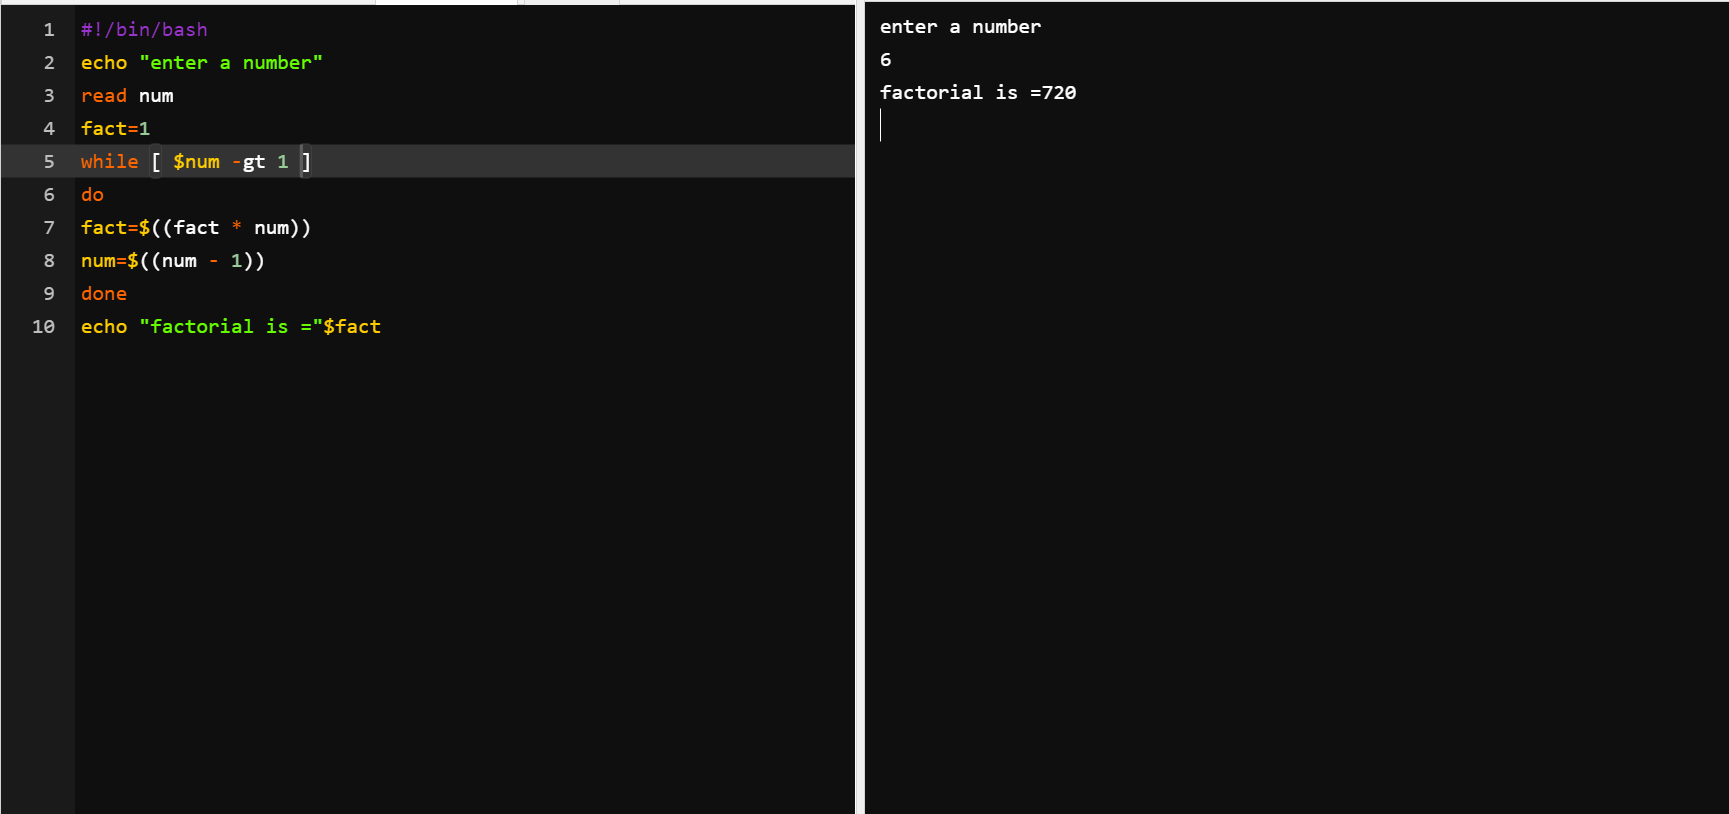 1 #!/bin/bash
2 echo "enter a number"
3 read num
4 fact=1
5 while [ $num -gt 1 ]
6 do
7 fact=$((fact * num))
8 num=$((num - 1))
9 done
10 echo "factorial is ="$fact
enter a number
6
factorial is =720